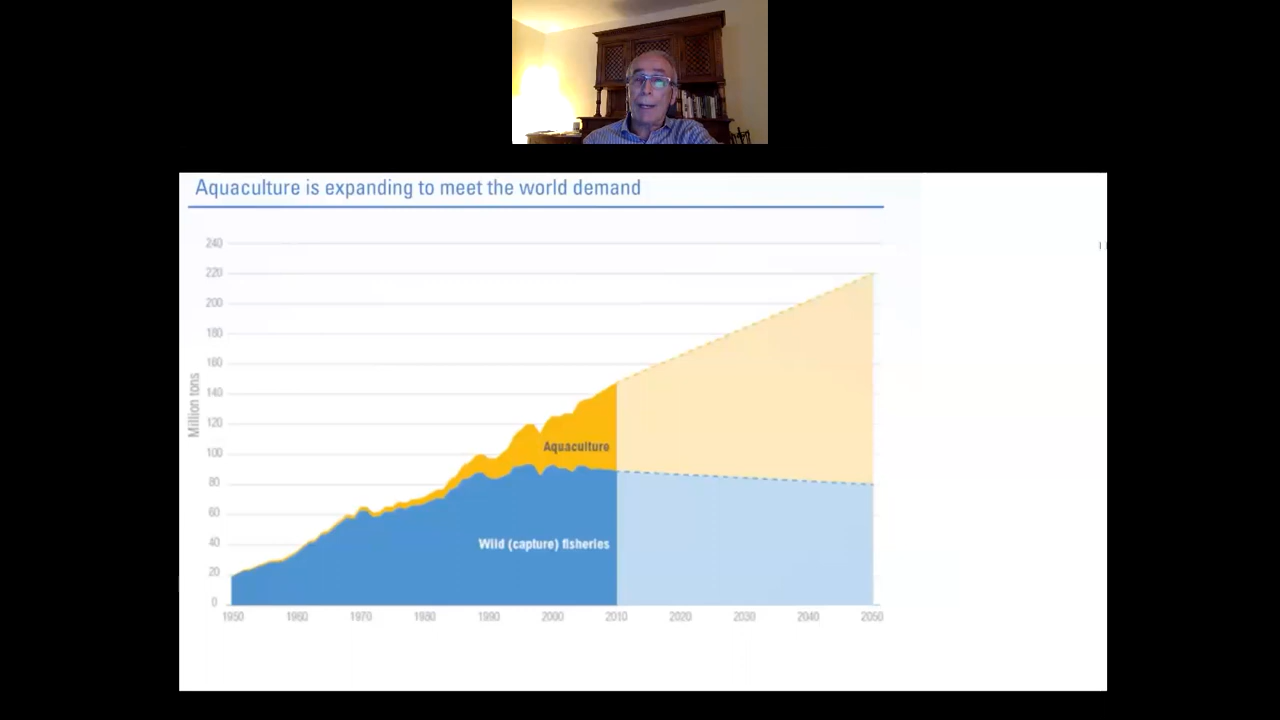 Aquaculture is expanding to meet the world demand
Million tons
240
220
200
180
160
140
120
100
80
60
40
20
0
Aquaculture
Wild (capture) fisheries
1950 1960 1970 1980 1990 2000 2010 2020 2030 2040 2050